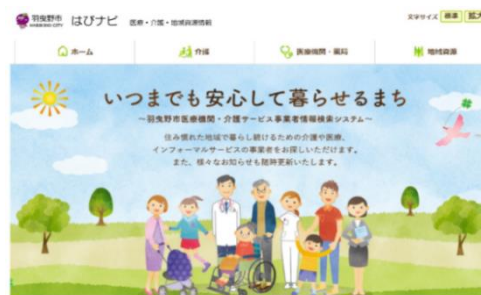 羽曳野市 はびナビ 医療・介護・地域資源情報
HABIKINO CITY
文字サイズ 標準 拡大
ホーム 介護 医療機関・薬局 地域資源
いつまでも安心して暮らせるまち
～羽曳野市医療機関・介護サービス事業者情報検索システム～
住み慣れた地域で暮らし続けるための介護や医療、
インフォーマルサービスの事業者をお探しいただけます。
また、様々なお知らせも随時更新いたします。